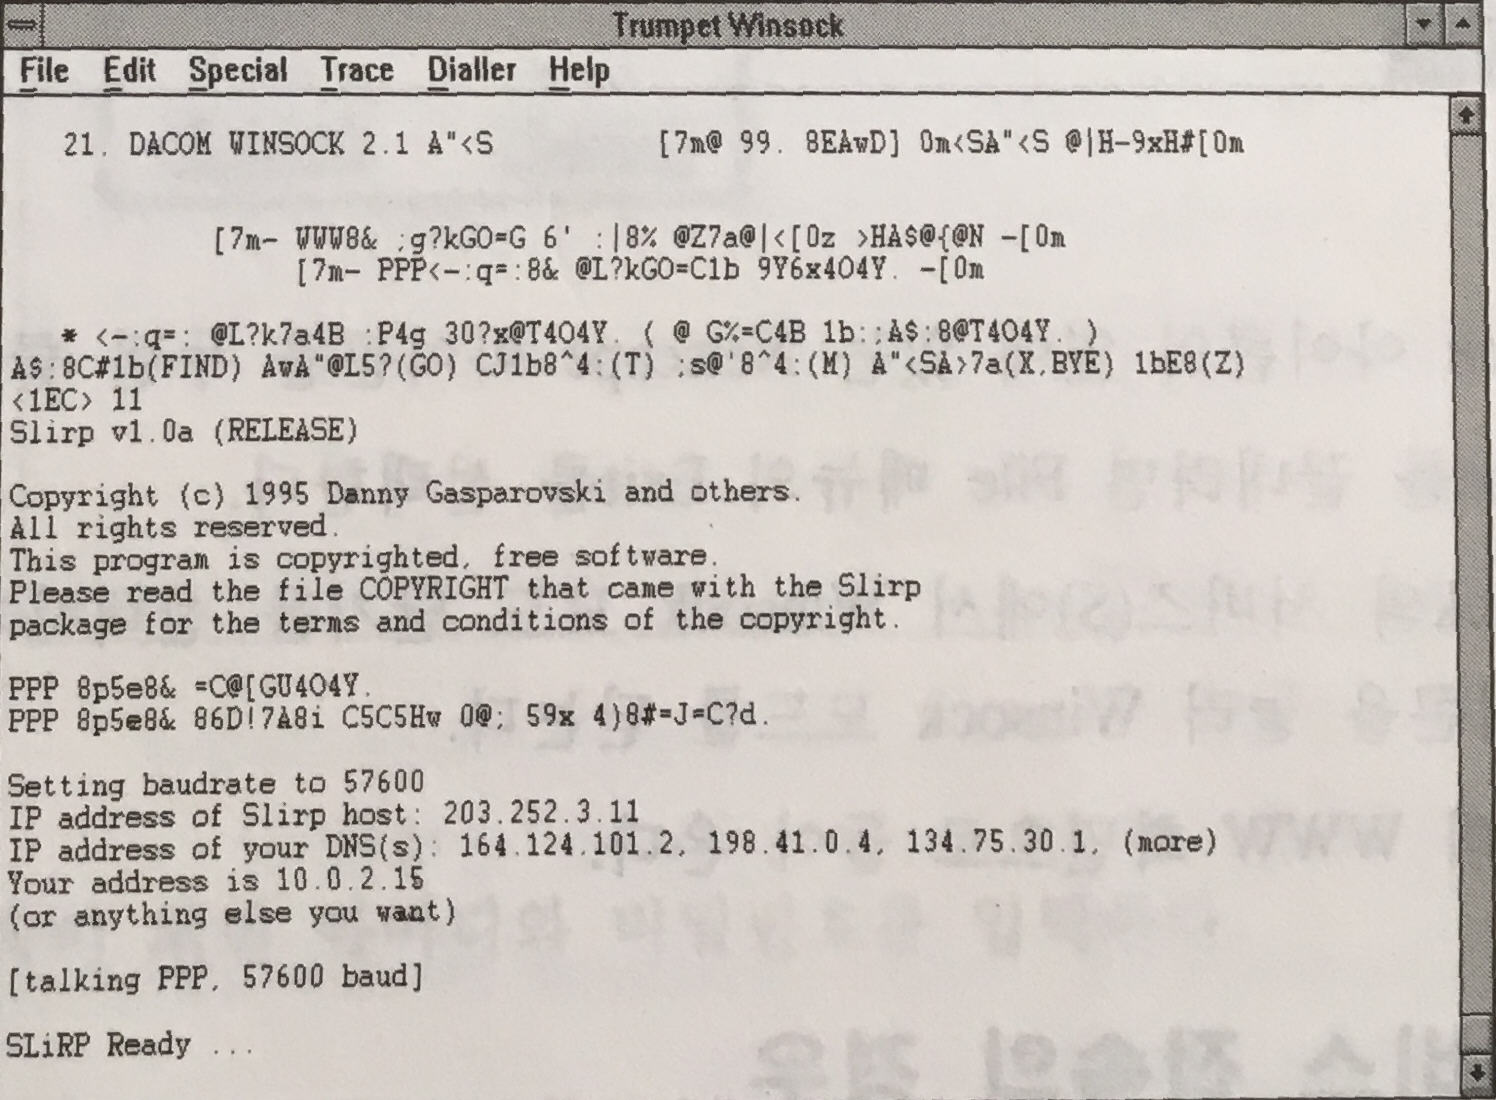 Trumpet Winsock
File Edit Special Trace Dialler Help
21. DACOM WINSOCK 2.1 A"<S [7m@ 99. 8EAwD] 0m<SA"<S @|H-9xH#[0m
[7m- WWW8& ;g?kGO=G 6' :|8% @Z7a@|<[0z >HA$@{@N -[0m
[7m- PPP<-:q=:8& @L?kGO=C1b 9Y6x4O4Y. -[0m
* <-:q=: @L?k7a4B :P4g 30?x@T4O4Y. ( @ G%=C4B 1b:;A$:8@T4O4Y. )
A$:8C#1b(FIND) AwA"@L5?(GO) CJ1b8^4:(T) ;s@'8^4:(M) A"<SA>7a(X,BYE) 1bE8(Z)
<1EC> 11
Slirp v1.0a (RELEASE)
Copyright (c) 1995 Danny Gasparovski and others.
All rights reserved.
This program is copyrighted, free software.
Please read the file COPYRIGHT that came with the Slirp
package for the terms and conditions of the copyright.
PPP 8p5e8& =C@[GU4O4Y.
PPP 8p5e8& 86D!7A8i C5C5Hw 0@; 59x 4)8#=J=C?d.
Setting baudrate to 57600
IP address of Slirp host: 203.252.3.11
IP address of your DNS(s): 164.124.101.2, 198.41.0.4, 134.75.30.1, (more)
Your address is 10.0.2.15
(or anything else you want)
[talking PPP, 57600 baud]
SLiRP Ready ...